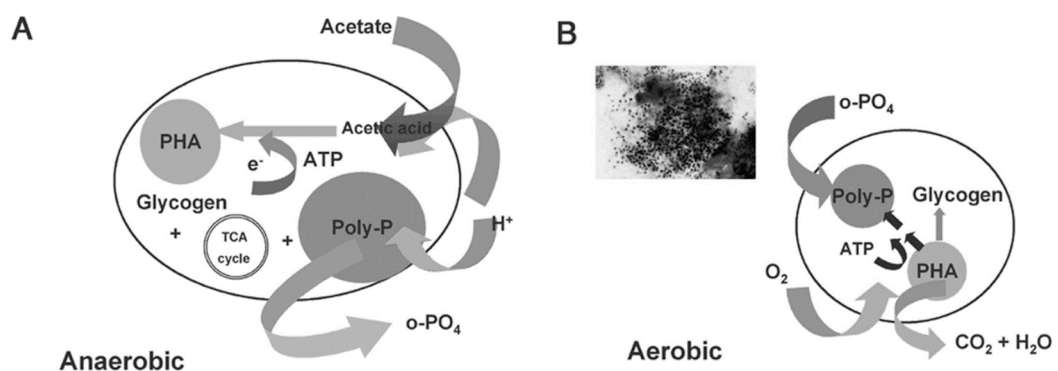 A
Acetate
PHA
Acetic acid
e-
ATP
Glycogen
+
TCA
cycle
+
Poly-P
H+
o-PO4
Anaerobic
B
o-PO4
Poly-P
Glycogen
ATP
PHA
O2
CO2 + H2O
Aerobic